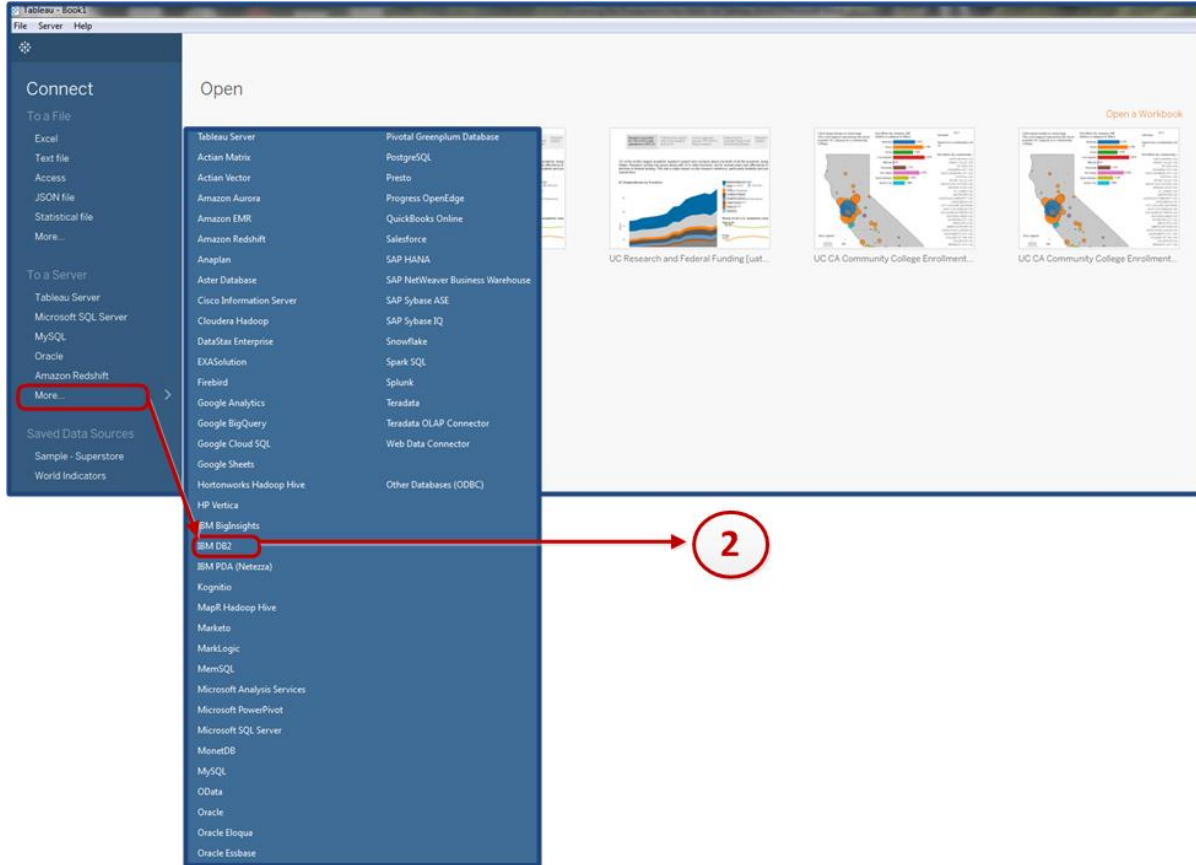 Tableau - Book1
File Server Help
Connect
To a File
Excel
Text file
Access
JSON file
Statistical file
More...
To a Server
Tableau Server
Microsoft SQL Server
MySQL
Oracle
Amazon Redshift
More...
Saved Data Sources
Sample - Superstore
World Indicators
Open
Open a Workbook
Tableau Server
Actian Matrix
Actian Vector
Amazon Aurora
Amazon EMR
Amazon Redshift
Anaplan
Aster Database
Cisco Information Server
Cloudera Hadoop
DataStax Enterprise
EXASolution
Firebird
Google Analytics
Google BigQuery
Google Cloud SQL
Google Sheets
Hortonworks Hadoop Hive
HP Vertica
IBM BigInsights
IBM DB2
IBM PDA (Netezza)
Kognitio
MapR Hadoop Hive
Marketo
MarkLogic
MemSQL
Microsoft Analysis Services
Microsoft PowerPivot
Microsoft SQL Server
MonetDB
MySQL
OData
Oracle
Oracle Eloqua
Oracle Essbase
Pivotal Greenplum Database
PostgreSQL
Presto
Progress OpenEdge
QuickBooks Online
Salesforce
SAP HANA
SAP NetWeaver Business Warehouse
SAP Sybase ASE
SAP Sybase IQ
Snowflake
Spark SQL
Splunk
Teradata
Teradata OLAP Connector
Web Data Connector
Other Databases (ODBC)
UC Research and Federal Funding [uat...
UC CA Community College Enrollment...
UC CA Community College Enrollment...
2